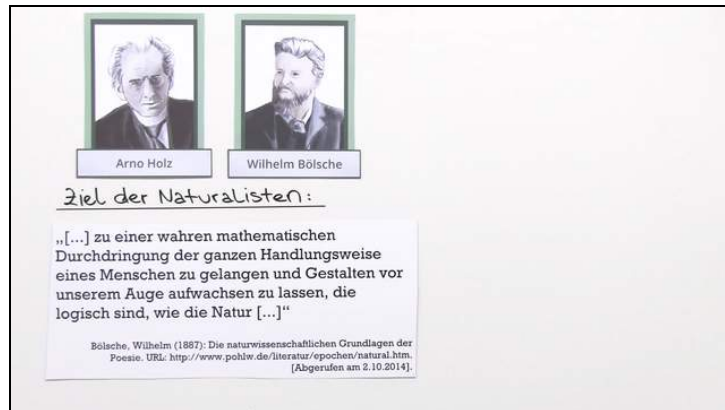 Arno Holz
Wilhelm Bölsche
Ziel der Naturalisten:
„[...] zu einer wahren mathematischen
Durchdringung der ganzen Handlungsweise
eines Menschen zu gelangen und Gestalten vor
unserem Auge aufwachsen zu lassen, die
logisch sind, wie die Natur [...]“
Bölsche, Wilhelm (1887): Die naturwissenschaftlichen Grundlagen der
Poesie. URL: http://www.pohlw.de/literatur/epochen/natural.htm.
[Abgerufen am 2.10.2014].